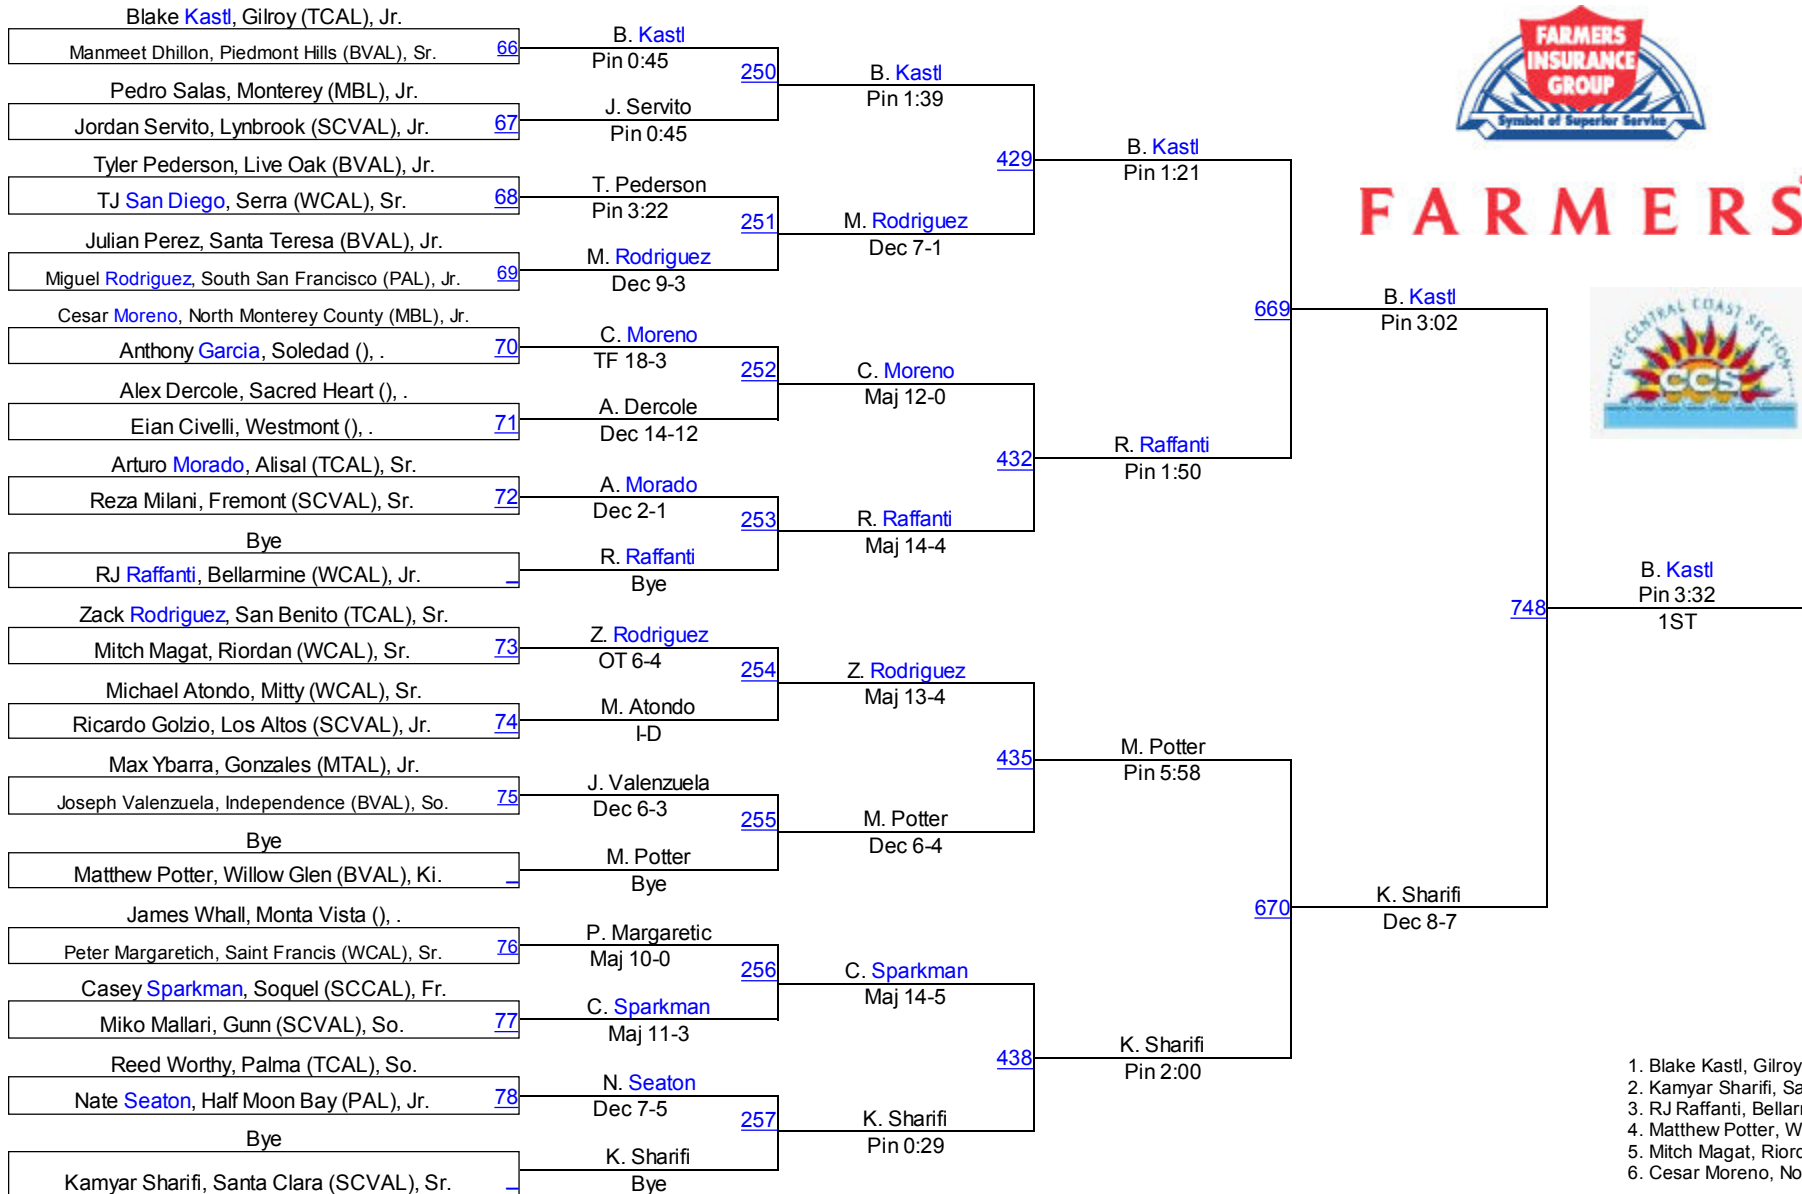 Blake Kastl, Gilroy (TCAL), Jr.
Manmeet Dhillon, Piedmont Hills (BVAL), Sr.
66
Pedro Salas, Monterey (MBL), Jr.
Jordan Servito, Lynbrook (SCVAL), Jr.
67
Tyler Pederson, Live Oak (BVAL), Jr.
TJ San Diego, Serra (WCAL), Sr.
68
Julian Perez, Santa Teresa (BVAL), Jr.
Miguel Rodriguez, South San Francisco (PAL), Jr.
69
Cesar Moreno, North Monterey County (MBL), Jr.
Anthony Garcia, Soledad (), .
70
Alex Dercole, Sacred Heart (), .
Eian Civelli, Westmont (), .
71
Arturo Morado, Alisal (TCAL), Sr.
Reza Milani, Fremont (SCVAL), Sr.
72
Bye
RJ Raffanti, Bellarmine (WCAL), Jr.
Zack Rodriguez, San Benito (TCAL), Sr.
Mitch Magat, Riordan (WCAL), Sr.
73
Michael Atondo, Mitty (WCAL), Sr.
Ricardo Golzio, Los Altos (SCVAL), Jr.
74
Max Ybarra, Gonzales (MTAL), Jr.
Joseph Valenzuela, Independence (BVAL), So.
75
Bye
Matthew Potter, Willow Glen (BVAL), Ki.
James Whall, Monta Vista (), .
Peter Margaretich, Saint Francis (WCAL), Sr.
76
Casey Sparkman, Soquel (SCCAL), Fr.
Miko Mallari, Gunn (SCVAL), So.
77
Reed Worthy, Palma (TCAL), So.
Nate Seaton, Half Moon Bay (PAL), Jr.
78
Bye
Kamyar Sharifi, Santa Clara (SCVAL), Sr.
B. Kastl
Pin 0:45
250
J. Servito
Pin 0:45
T. Pederson
Pin 3:22
251
M. Rodriguez
Dec 9-3
C. Moreno
TF 18-3
252
A. Dercole
Dec 14-12
A. Morado
Dec 2-1
253
R. Raffanti
Bye
Z. Rodriguez
OT 6-4
254
M. Atondo
I-D
J. Valenzuela
Dec 6-3
255
M. Potter
Bye
P. Margaretic
Maj 10-0
256
C. Sparkman
Maj 11-3
N. Seaton
Dec 7-5
257
K. Sharifi
Bye
B. Kastl
Pin 1:39
429
M. Rodriguez
Dec 7-1
C. Moreno
Maj 12-0
432
R. Raffanti
Maj 14-4
Z. Rodriguez
Maj 13-4
435
M. Potter
Dec 6-4
C. Sparkman
Maj 14-5
438
K. Sharifi
Pin 0:29
B. Kastl
Pin 1:21
669
R. Raffanti
Pin 1:50
M. Potter
Pin 5:58
670
K. Sharifi
Pin 2:00
B. Kastl
Pin 3:02
748
K. Sharifi
Dec 8-7
B. Kastl
Pin 3:32
1ST
FARMERS
INSURANCE
GROUP
Symbol of Superior Service
FARMERS
CIF-CENTRAL COAST SECTION
CCS
1. Blake Kastl, Gilroy
2. Kamyar Sharifi, Sa
3. RJ Raffanti, Bellar
4. Matthew Potter, W
5. Mitch Magat, Rior
6. Cesar Moreno, No